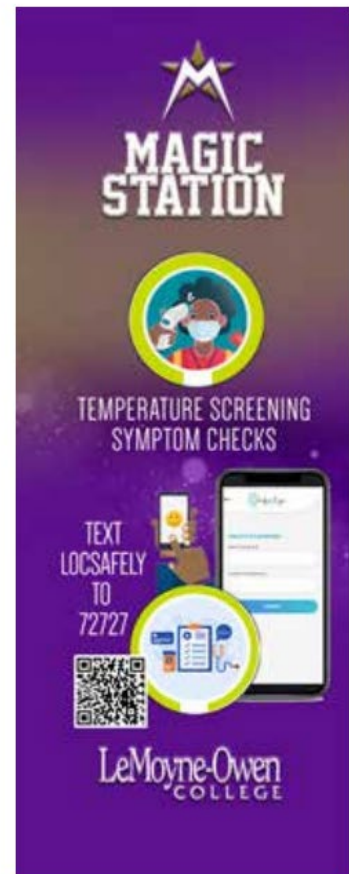 MAGIC
STATION
TEMPERATURE SCREENING
SYMPTOM CHECKS
TEXT
LOCSAFELY
TO
72727
LeMoyne-Owen
COLLEGE